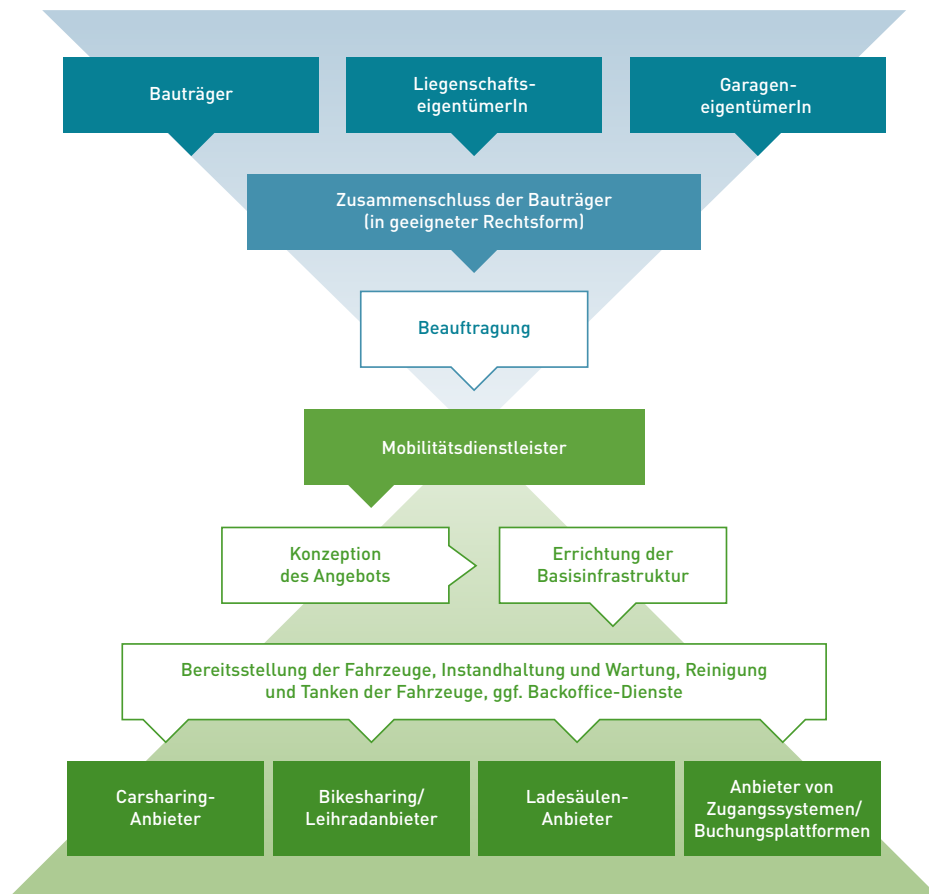 Bauträger
Liegenschafts-
eigentümerIn
Garagen-
eigentümerIn
Zusammenschluss der Bauträger
(in geeigneter Rechtsform)
Beauftragung
Mobilitätsdienstleister
Konzeption
des Angebots
Errichtung der
Basisinfrastruktur
Bereitsstellung der Fahrzeuge, Instandhaltung und Wartung, Reinigung
und Tanken der Fahrzeuge, ggf. Backoffice-Dienste
Carsharing-
Anbieter
Bikesharing/
Leihradanbieter
Ladesäulen-
Anbieter
Anbieter von
Zugangssystemen/
Buchungsplattformen